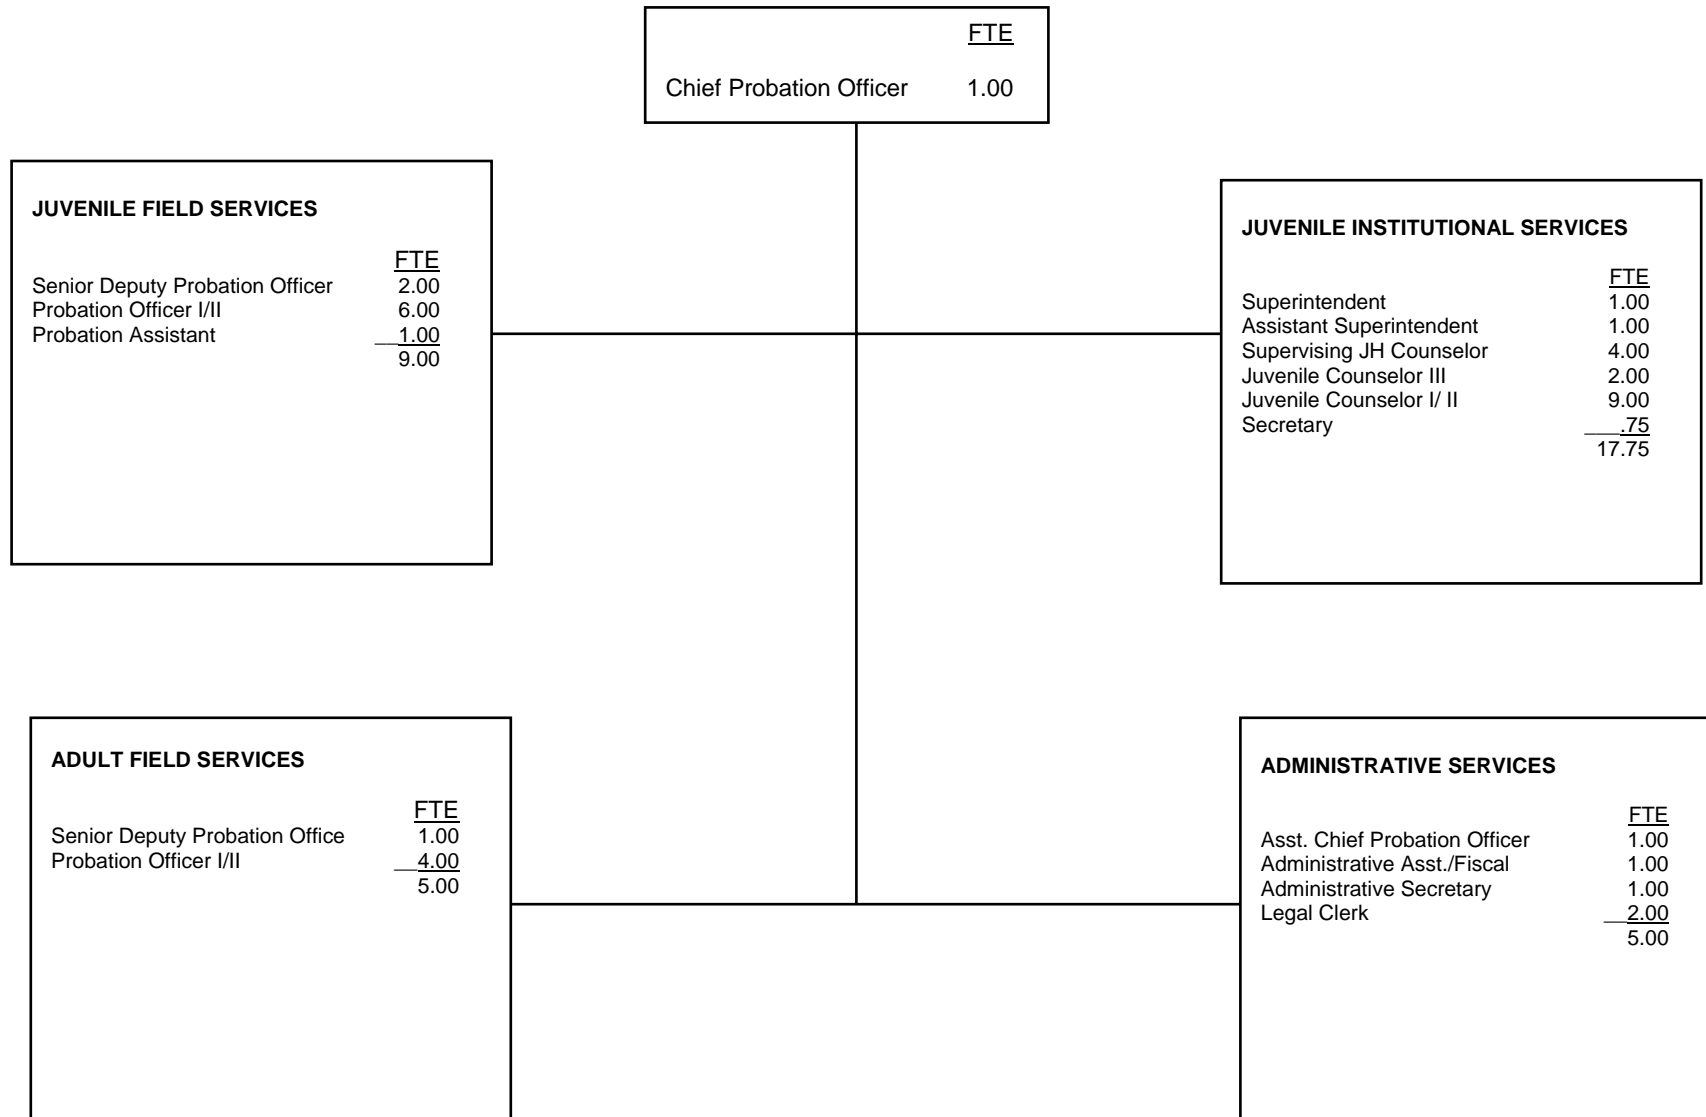 FTE
Chief Probation Officer 1.00
JUVENILE FIELD SERVICES
FTE
Senior Deputy Probation Officer 2.00
Probation Officer I/II 6.00
Probation Assistant __1.00
9.00
JUVENILE INSTITUTIONAL SERVICES
FTE
Superintendent 1.00
Assistant Superintendent 1.00
Supervising JH Counselor 4.00
Juvenile Counselor III 2.00
Juvenile Counselor I/ II 9.00
Secretary ___.75
17.75
ADULT FIELD SERVICES
FTE
Senior Deputy Probation Office 1.00
Probation Officer I/II __4.00
5.00
ADMINISTRATIVE SERVICES
FTE
Asst. Chief Probation Officer 1.00
Administrative Asst./Fiscal 1.00
Administrative Secretary 1.00
Legal Clerk __2.00
5.00